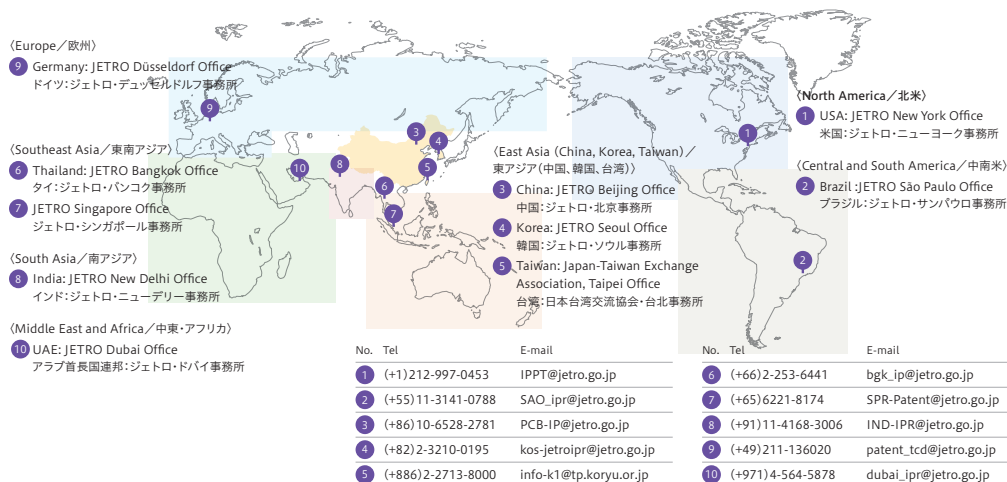 〈Europe／欧州〉
9 Germany: JETRO Düsseldorf Office
ドイツ：ジェトロ・デュッセルドルフ事務所
〈Southeast Asia／東南アジア〉
6 Thailand: JETRO Bangkok Office
タイ：ジェトロ・バンコク事務所
7 JETRO Singapore Office
ジェトロ・シンガポール事務所
〈South Asia／南アジア〉
8 India: JETRO New Delhi Office
インド：ジェトロ・ニューデリー事務所
〈Middle East and Africa／中東・アフリカ〉
10 UAE: JETRO Dubai Office
アラブ首長国連邦：ジェトロ・ドバイ事務所
9
10
8
6
7
3
4
5
1
2
〈East Asia (China, Korea, Taiwan)／
東アジア（中国、韓国、台湾）〉
3 China: JETRO Beijing Office
中国：ジェトロ・北京事務所
4 Korea: JETRO Seoul Office
韓国：ジェトロ・ソウル事務所
5 Taiwan: Japan-Taiwan Exchange
Association, Taipei Office
台湾：日本台湾交流協会・台北事務所
〈North America／北米〉
1 USA: JETRO New York Office
米国：ジェトロ・ニューヨーク事務所
〈Central and South America／中南米〉
2 Brazil :JETRO São Paulo Office
ブラジル：ジェトロ・サンパウロ事務所
No. Tel E-mail
1 (+1)212-997-0453 IPPT@jetro.go.jp
2 (+55)11-3141-0788 SAO_ipr@jetro.go.jp
3 (+86)10-6528-2781 PCB-IP@jetro.go.jp
4 (+82)2-3210-0195 kos-jetroipr@jetro.go.jp
5 (+886)2-2713-8000 info-k1@tp.koryu.or.jp
No. Tel E-mail
6 (+66)2-253-6441 bgk_ip@jetro.go.jp
7 (+65)6221-8174 SPR-Patent@jetro.go.jp
8 (+91)11-4168-3006 IND-IPR@jetro.go.jp
9 (+49)211-136020 patent_tcd@jetro.go.jp
10 (+971)4-564-5878 dubai_ipr@jetro.go.jp